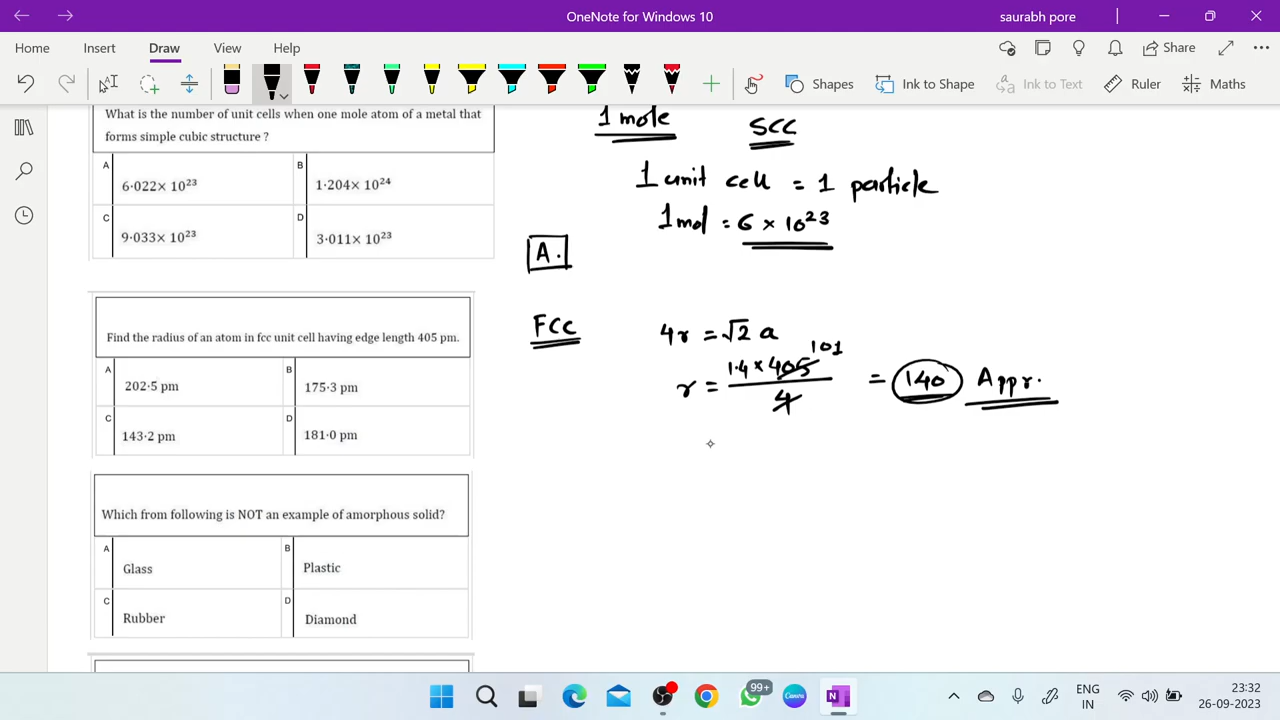 OneNote for Windows 10
saurabh pore
Home Insert Draw View Help
Share
Shapes Ink to Shape Ink to Text Ruler Maths
What is the number of unit cells when one mole atom of a metal that
forms simple cubic structure ?
A 6·022× 10²³ B 1·204× 10²⁴
C 9·033× 10²³ D 3·011× 10²³
1 mole SCC
1 unit cell = 1 particle
1mol = 6 × 10²³
A.
Find the radius of an atom in fcc unit cell having edge length 405 pm.
A 202·5 pm B 175·3 pm
C 143·2 pm D 181·0 pm
FCC 4r = √2 a
r = 1.4 × 405 101 / 4 = 140 Appr.
Which from following is NOT an example of amorphous solid?
A Glass B Plastic
C Rubber D Diamond
99+
ENG
IN
23:32
26-09-2023